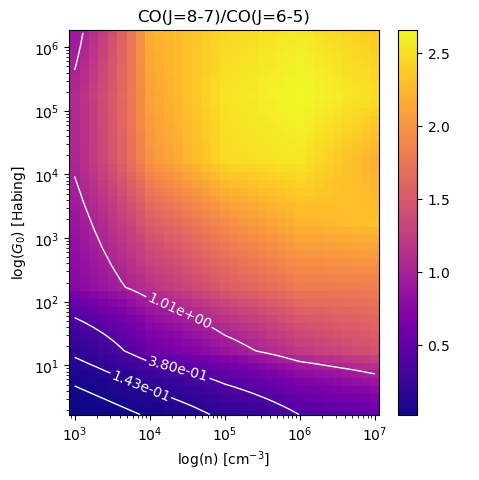 CO(J=8-7)/CO(J=6-5)
10⁶
10⁵
10⁴
10³
10²
10¹
log(G₀) [Habing]
1.01e+00
3.80e-01
1.43e-01
10³ 10⁴ 10⁵ 10⁶ 10⁷
log(n) [cm⁻³]
2.5
2.0
1.5
1.0
0.5